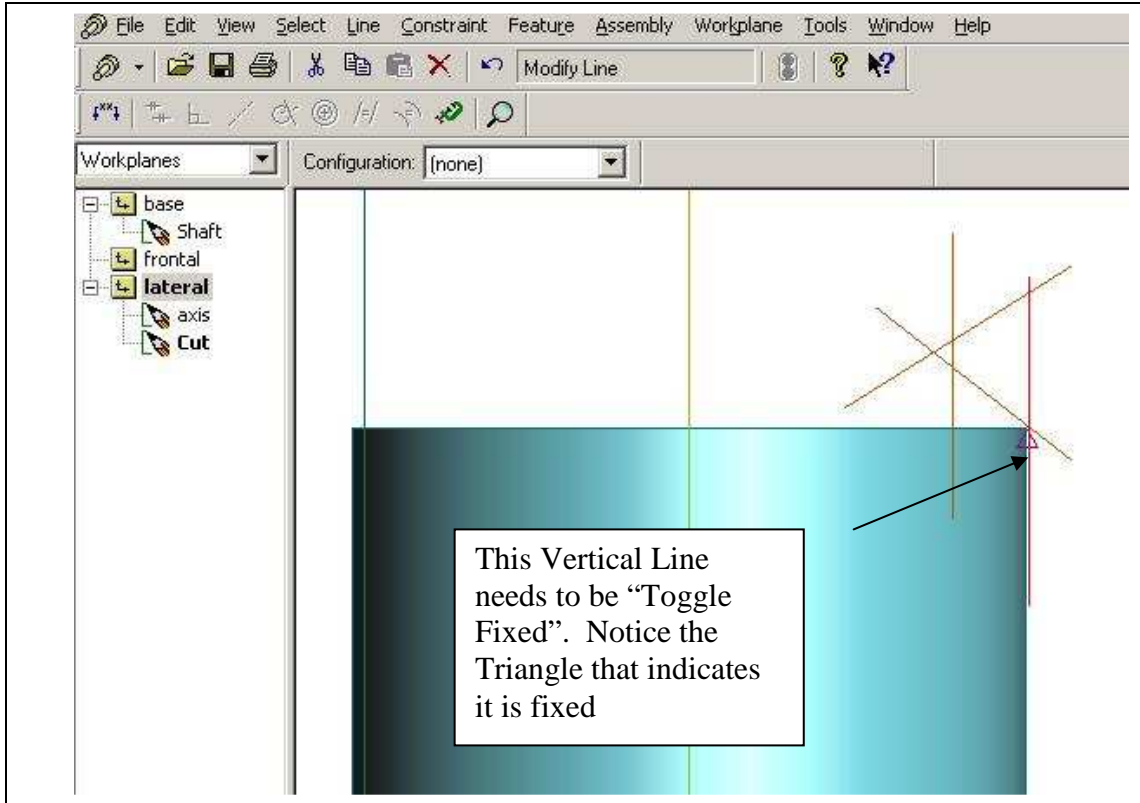 File Edit View Select Line Constraint Feature Assembly Workplane Tools Window Help
Modify Line
Workplanes
Configuration: (none)
base
Shaft
frontal
lateral
axis
Cut
This Vertical Line
needs to be “Toggle
Fixed”. Notice the
Triangle that indicates
it is fixed